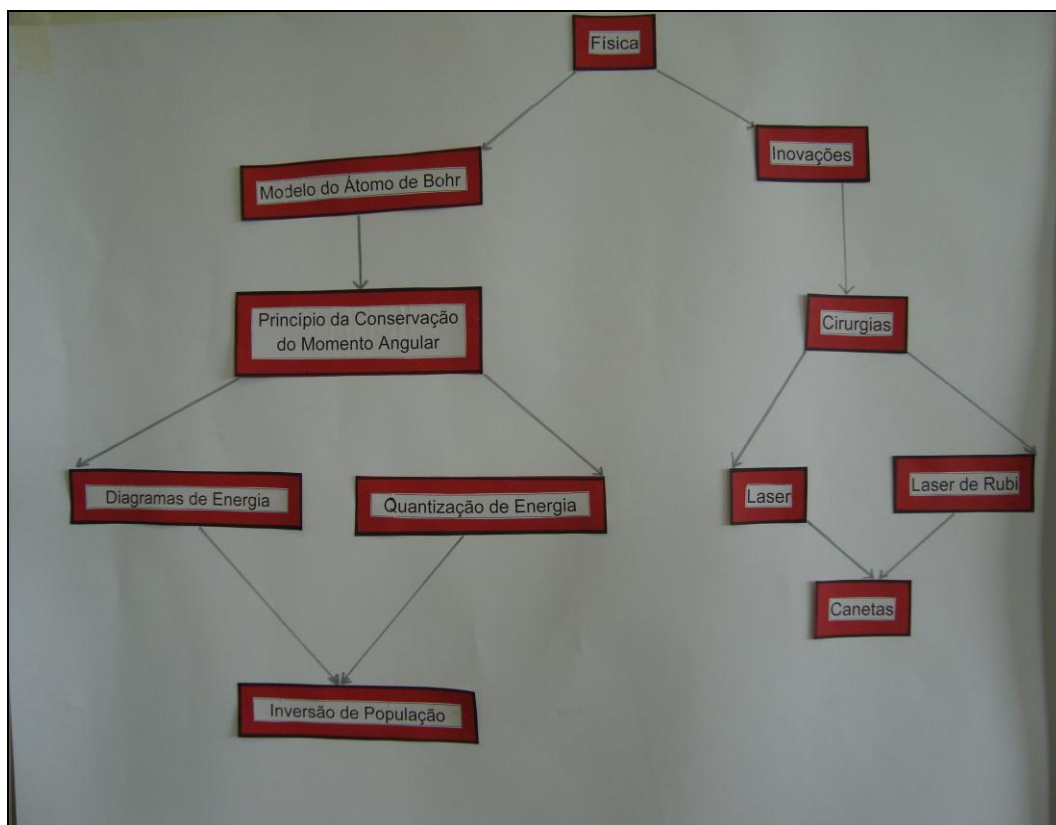 Física
Inovações
Modelo do Átomo de Bohr
Princípio da Conservação
do Momento Angular
Cirurgias
Diagramas de Energia
Quantização de Energia
Laser
Laser de Rubi
Canetas
Inversão de População